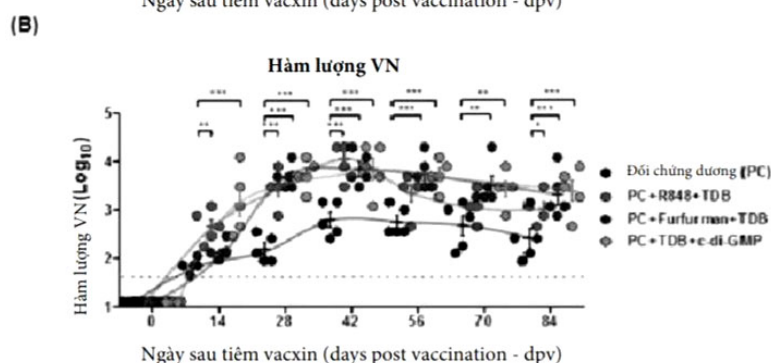 Ngày sau tiêm vacxin (days post vaccination - dpv)
(B)
Hàm lượng VN
Hàm lượng VN (Log10)
5
4
3
2
1
0 14 28 42 56 70 84
Đối chứng dương (PC)
PC+R848+TDB
PC+Furfurman+TDB
PC+TDB+c-di-GMP
Ngày sau tiêm vacxin (days post vaccination - dpv)